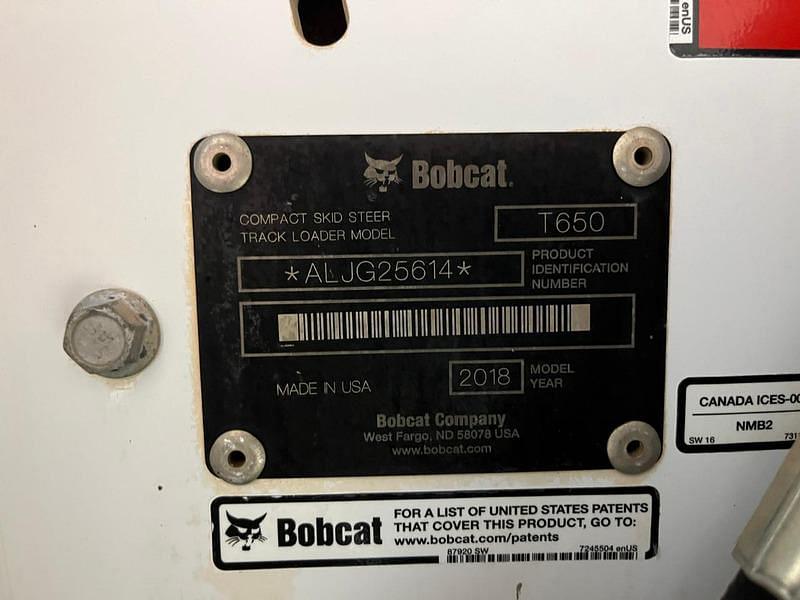 enUS
Bobcat.
COMPACT SKID STEER
TRACK LOADER MODEL
T650
*ALJG25614*
PRODUCT
IDENTIFICATION
NUMBER
MADE IN USA
2018
MODEL
YEAR
Bobcat Company
West Fargo, ND 58078 USA
www.bobcat.com
CANADA ICES-00
NMB2
SW 16
731
Bobcat
FOR A LIST OF UNITED STATES PATENTS
THAT COVER THIS PRODUCT, GO TO:
www.bobcat.com/patents
87920 SW
7245504 enUS